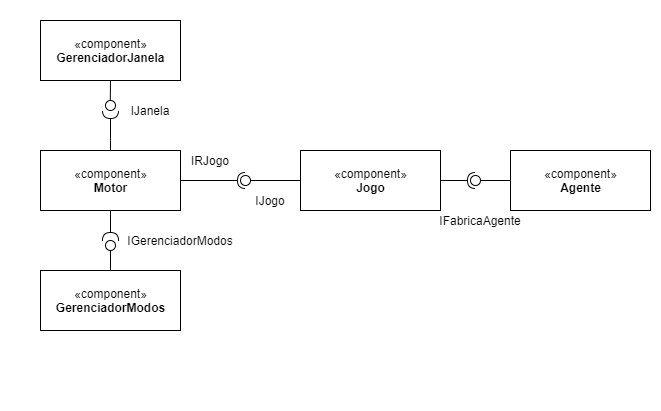 «component»
GerenciadorJanela
IJanela
«component»
Motor
IRJogo
IJogo
«component»
Jogo
IFabricaAgente
«component»
Agente
IGerenciadorModos
«component»
GerenciadorModos